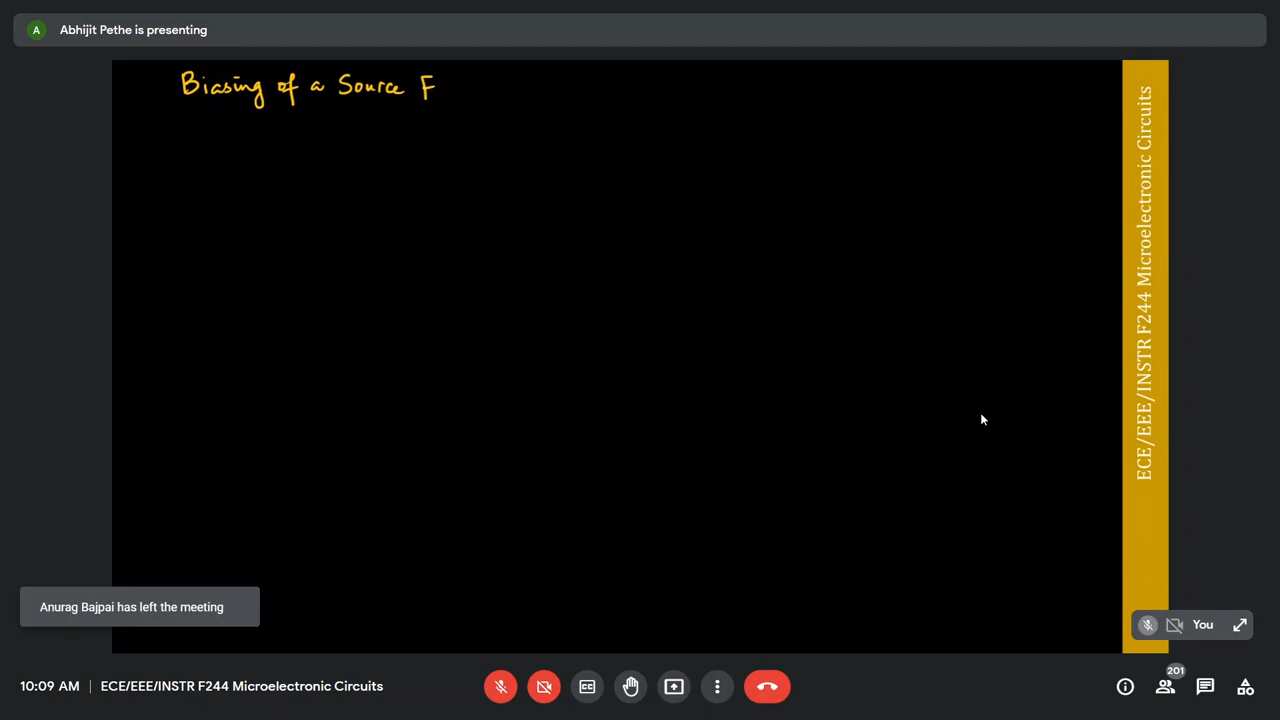 A Abhijit Pethe is presenting
Biasing of a Source F
ECE/EEE/INSTR F244 Microelectronic Circuits
Anurag Bajpai has left the meeting
You
201
10:09 AM | ECE/EEE/INSTR F244 Microelectronic Circuits
CC